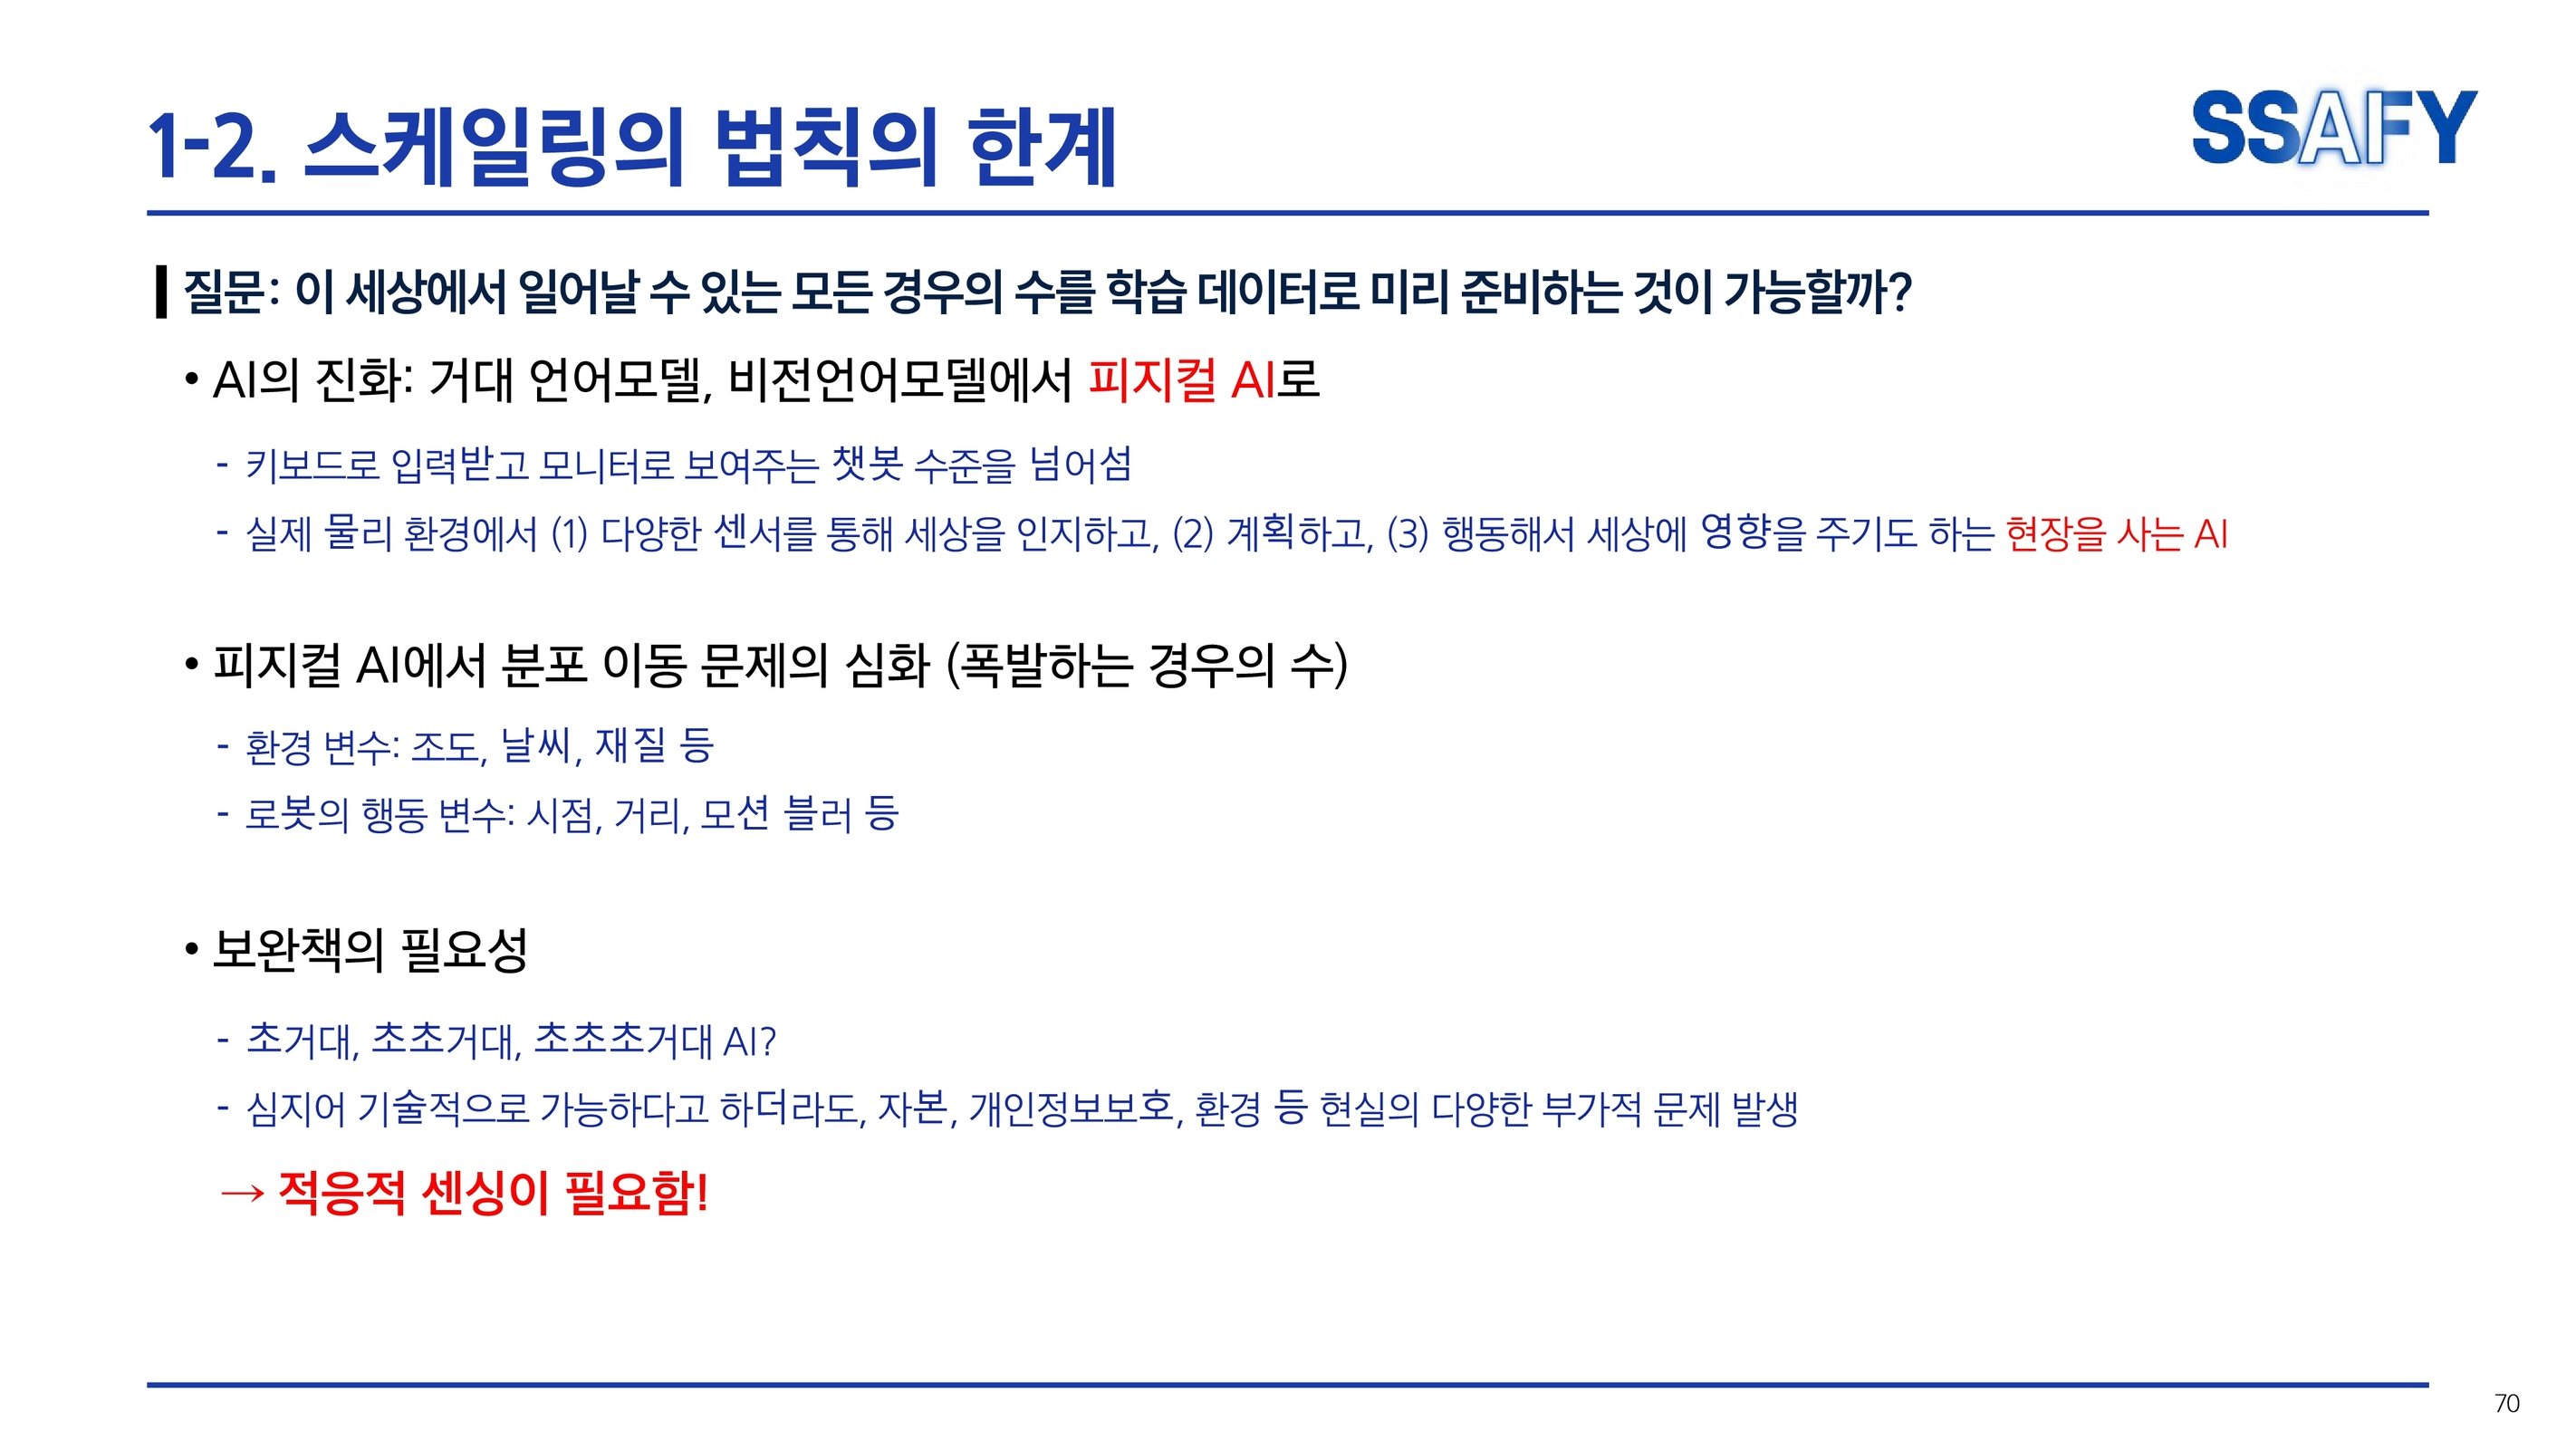 1-2. 스케일링의 법칙의 한계
SSAFY
질문: 이 세상에서 일어날 수 있는 모든 경우의 수를 학습 데이터로 미리 준비하는 것이 가능할까?
• AI의 진화: 거대 언어모델, 비전언어모델에서 피지컬 AI로
- 키보드로 입력받고 모니터로 보여주는 챗봇 수준을 넘어섬
- 실제 물리 환경에서 (1) 다양한 센서를 통해 세상을 인지하고, (2) 계획하고, (3) 행동해서 세상에 영향을 주기도 하는 현장을 사는 AI
• 피지컬 AI에서 분포 이동 문제의 심화 (폭발하는 경우의 수)
- 환경 변수: 조도, 날씨, 재질 등
- 로봇의 행동 변수: 시점, 거리, 모션 블러 등
• 보완책의 필요성
- 초거대, 초초거대, 초초초거대 AI?
- 심지어 기술적으로 가능하다고 하더라도, 자본, 개인정보보호, 환경 등 현실의 다양한 부가적 문제 발생
→ 적응적 센싱이 필요함!
70